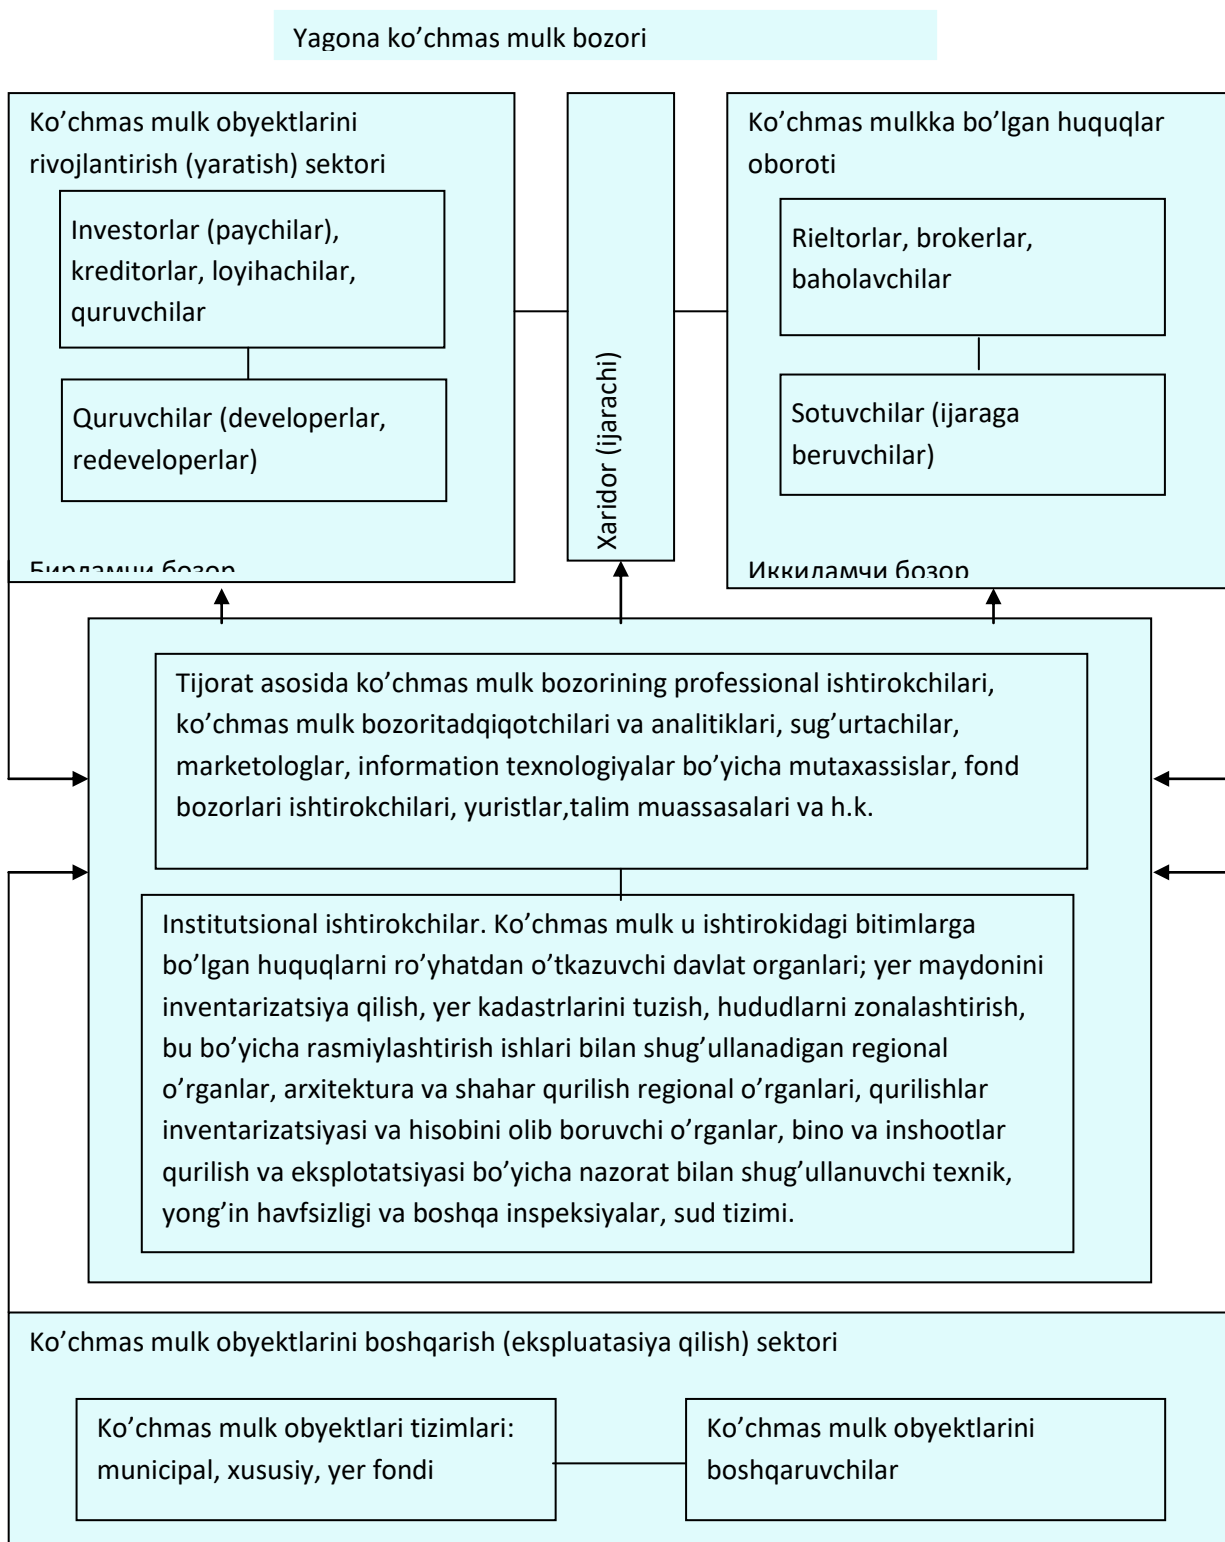 Yagona ko’chmas mulk bozori
Ko’chmas mulk obyektlarini
rivojlantirish (yaratish) sektori
Investorlar (paychilar),
kreditorlar, loyihachilar,
quruvchilar
Quruvchilar (developerlar,
redeveloperlar)
Бирламчи бозор
Xaridor (ijarachi)
Ko’chmas mulkka bo’lgan huquqlar
oboroti
Rieltorlar, brokerlar,
baholavchilar
Sotuvchilar (ijaraga
beruvchilar)
Иккиламчи бозор
Tijorat asosida ko’chmas mulk bozorining professional ishtirokchilari,
ko’chmas mulk bozoritadqiqotchilari va analitiklari, sug’urtachilar,
marketologlar, information texnologiyalar bo’yicha mutaxassislar, fond
bozorlari ishtirokchilari, yuristlar,talim muassasalari va h.k.
Institutsional ishtirokchilar. Ko’chmas mulk u ishtirokidagi bitimlarga
bo’lgan huquqlarni ro’yhatdan o’tkazuvchi davlat organlari; yer maydonini
inventarizatsiya qilish, yer kadastrlarini tuzish, hududlarni zonalashtirish,
bu bo’yicha rasmiylashtirish ishlari bilan shug’ullanadigan regional
o’rganlar, arxitektura va shahar qurilish regional o’rganlari, qurilishlar
inventarizatsiyasi va hisobini olib boruvchi o’rganlar, bino va inshootlar
qurilish va eksplotatsiyasi bo’yicha nazorat bilan shug’ullanuvchi texnik,
yong’in havfsizligi va boshqa inspeksiyalar, sud tizimi.
Ko’chmas mulk obyektlarini boshqarish (ekspluatasiya qilish) sektori
Ko’chmas mulk obyektlari tizimlari:
municipal, xususiy, yer fondi
Ko’chmas mulk obyektlarini
boshqaruvchilar